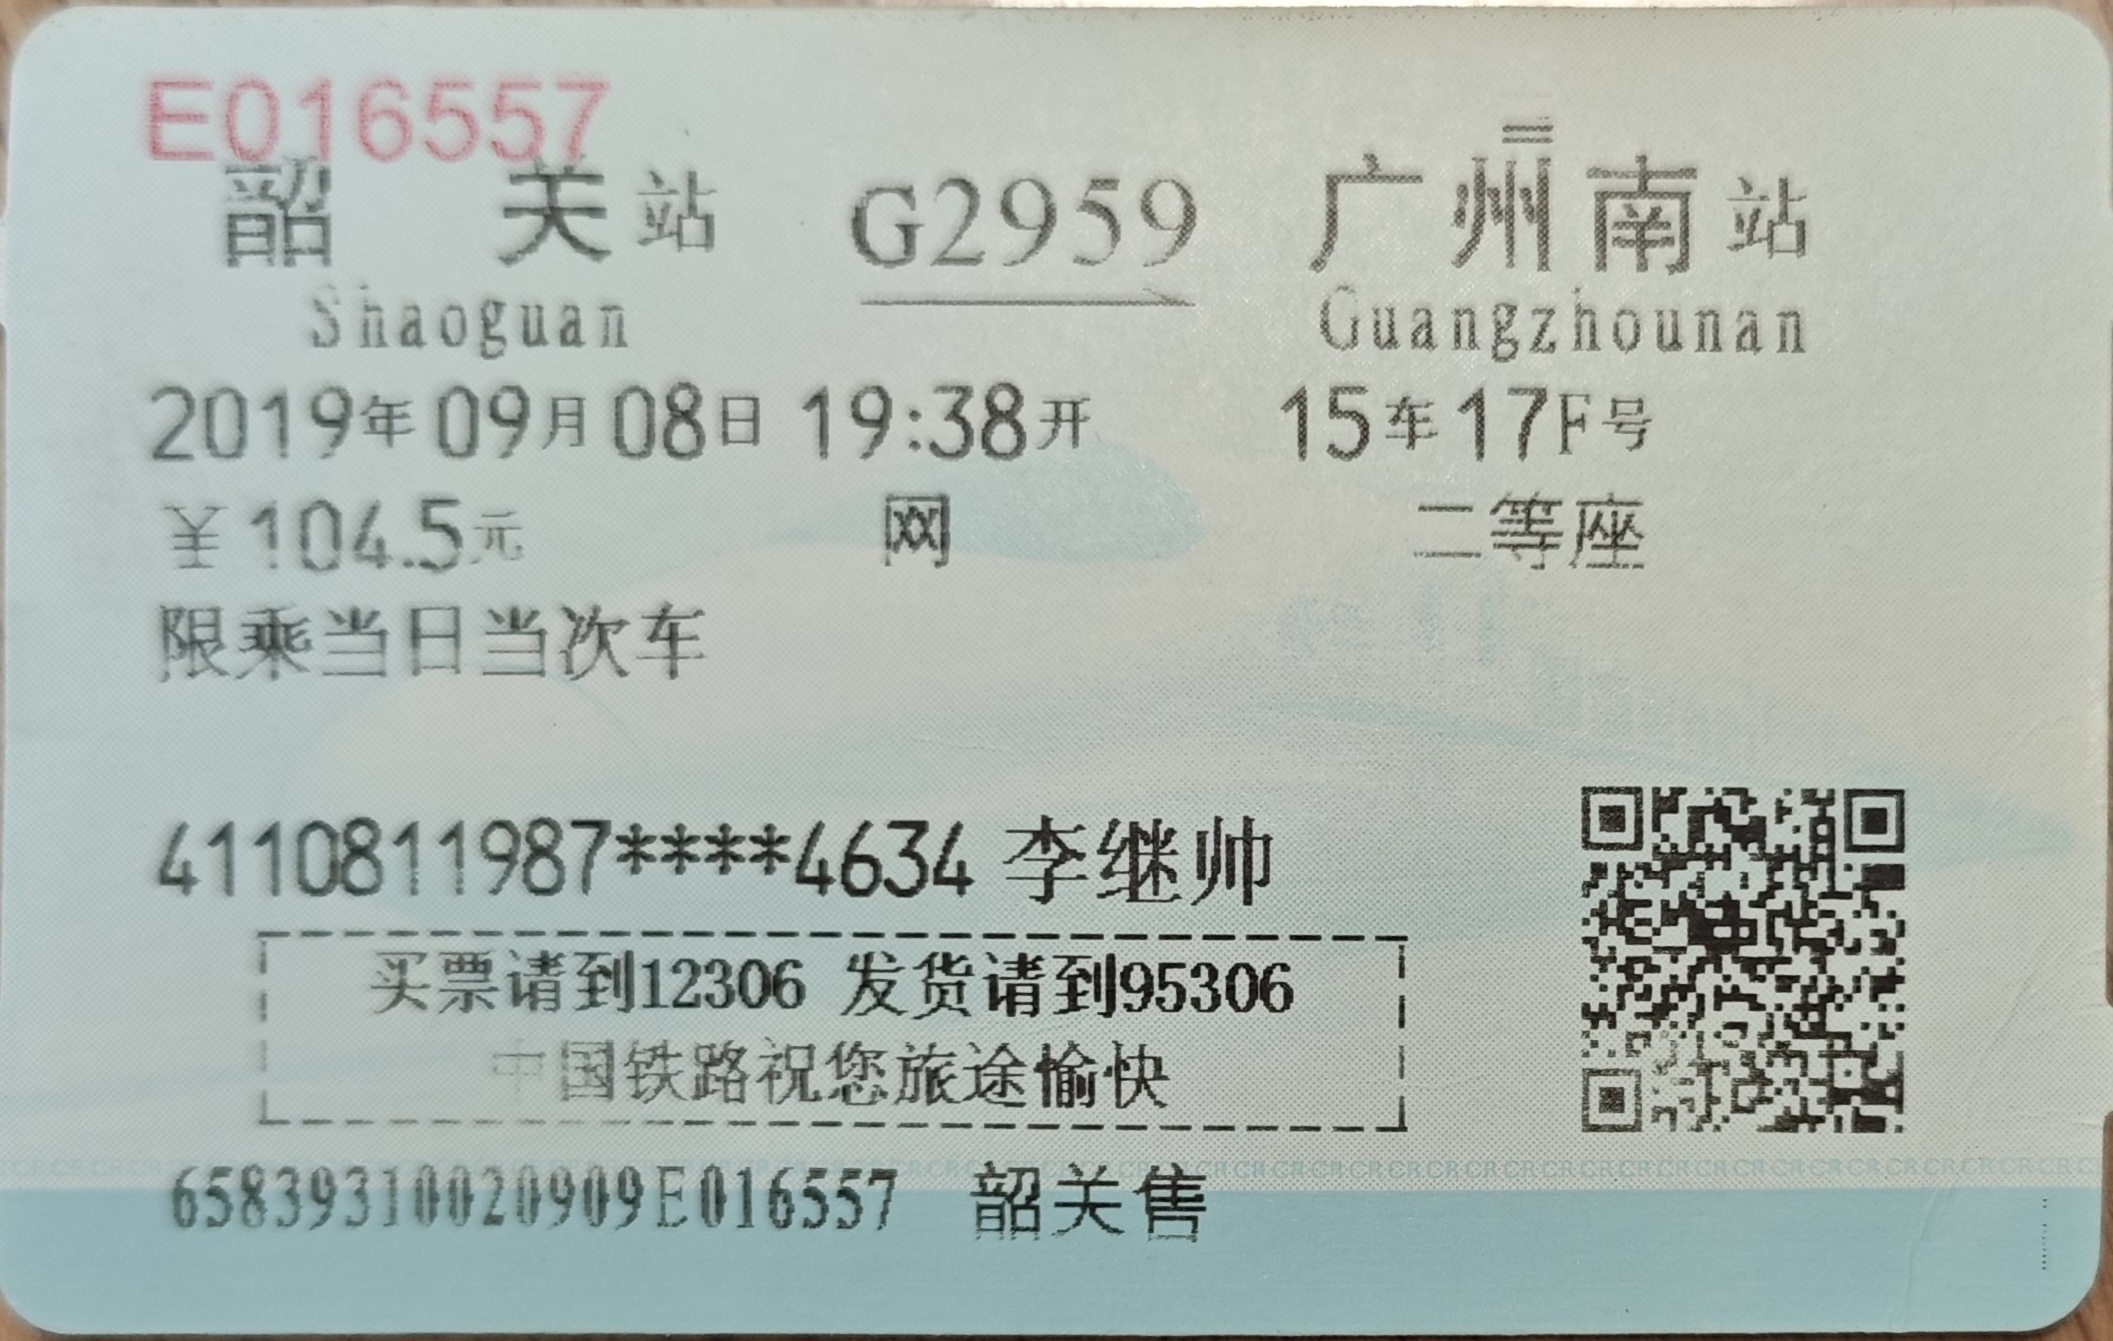 E016557
韶关站 G2959 广州南站
Shaoguan Guangzhounan
2019年09月08日 19:38开 15车17F号
￥104.5元 网 二等座
限乘当日当次车
4110811987****4634 李继帅
买票请到12306 发货请到95306
中国铁路祝您旅途愉快
65839310020909E016557 韶关售